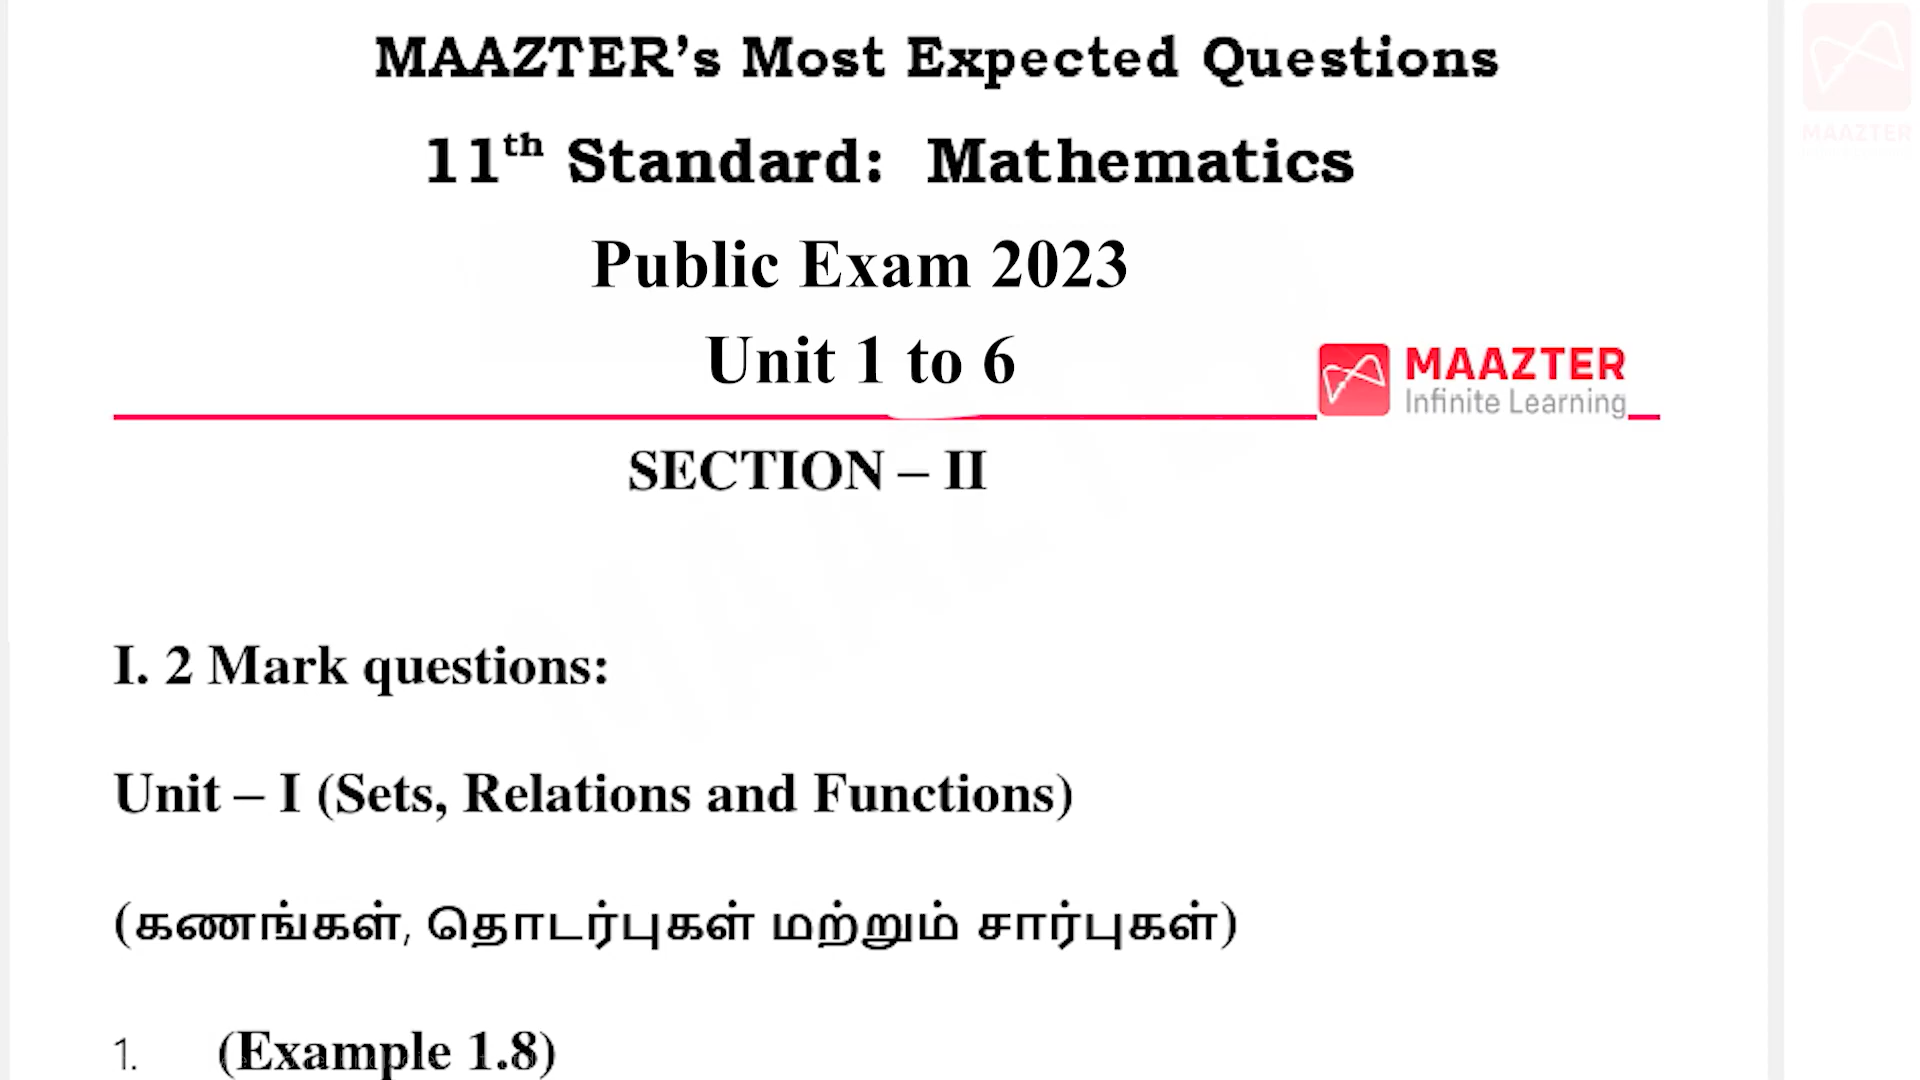 MAAZTER’s Most Expected Questions
11th Standard: Mathematics
Public Exam 2023
Unit 1 to 6
MAAZTER
Infinite Learning
SECTION – II
I. 2 Mark questions:
Unit – I (Sets, Relations and Functions)
(கணங்கள், தொடர்புகள் மற்றும் சார்புகள்)
1. (Example 1.8)
MAAZTER